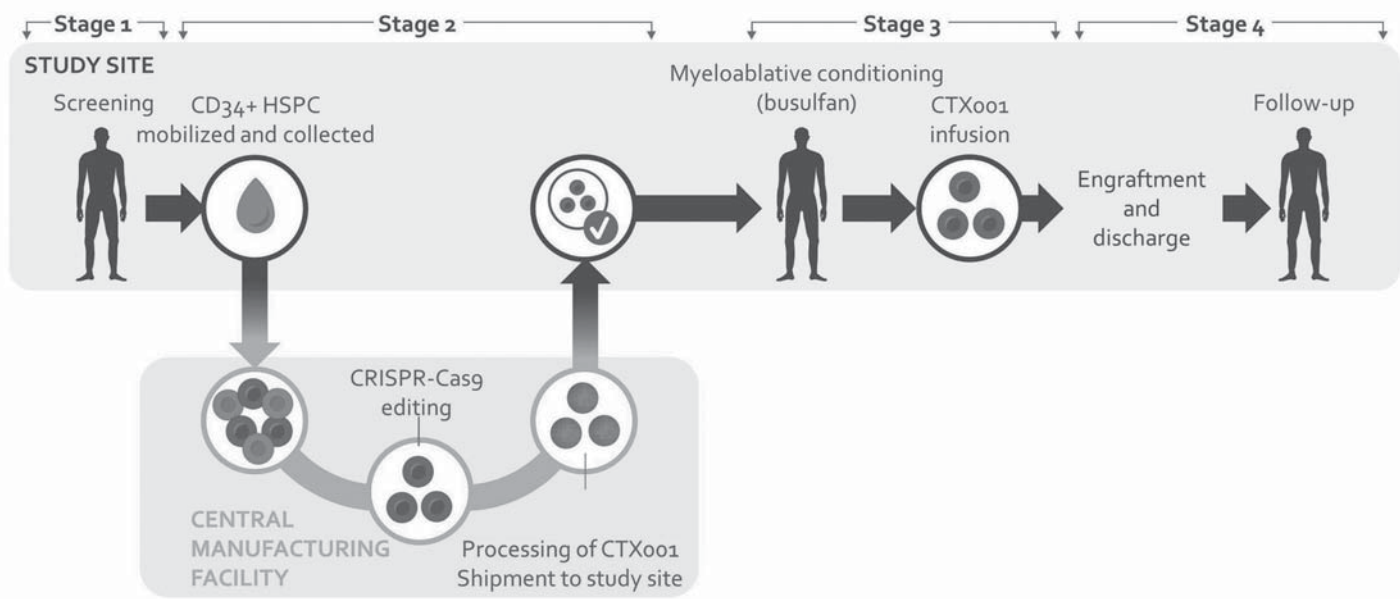 Stage 1
Stage 2
Stage 3
Stage 4
STUDY SITE
Screening
CD34+ HSPC
mobilized and collected
Myeloablative conditioning
(busulfan)
CTX001
infusion
Engraftment
and
discharge
Follow-up
CRISPR-Cas9
editing
CENTRAL
MANUFACTURING
FACILITY
Processing of CTX001
Shipment to study site